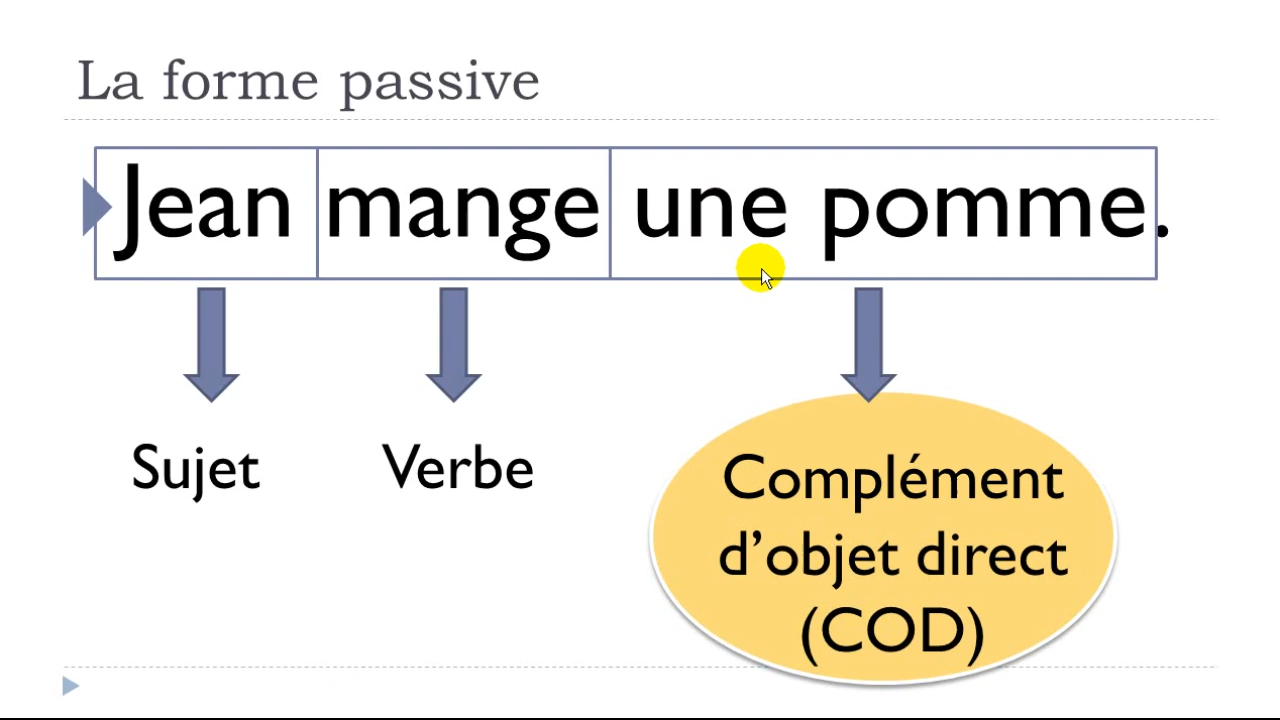 La forme passive
Jean mange une pomme.
Sujet
Verbe
Complément
d’objet direct
(COD)